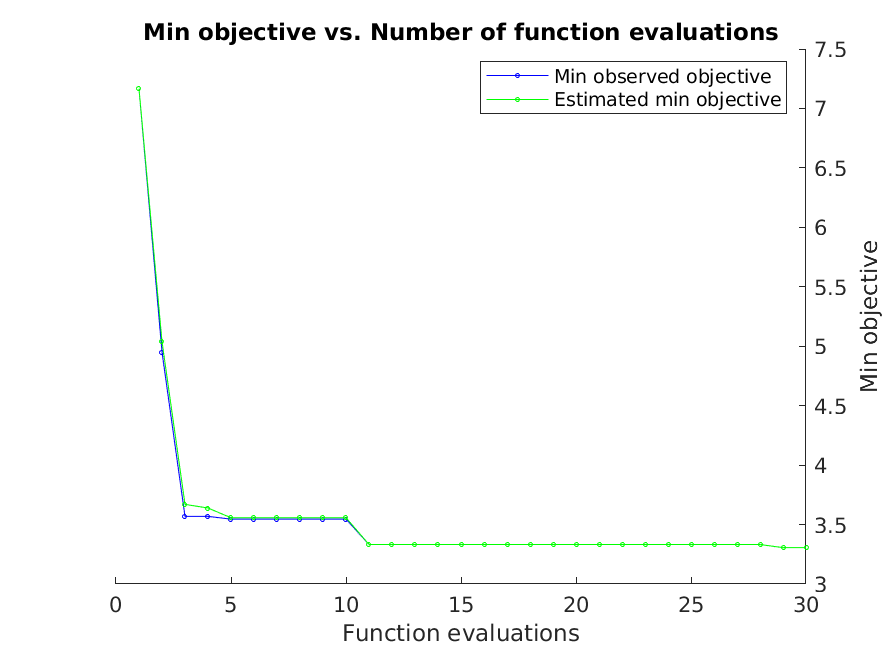 Min objective vs. Number of function evaluations
Min observed objective
Estimated min objective
7.5
7
6.5
6
5.5
5
4.5
4
3.5
3
Min objective
0 5 10 15 20 25 30
Function evaluations